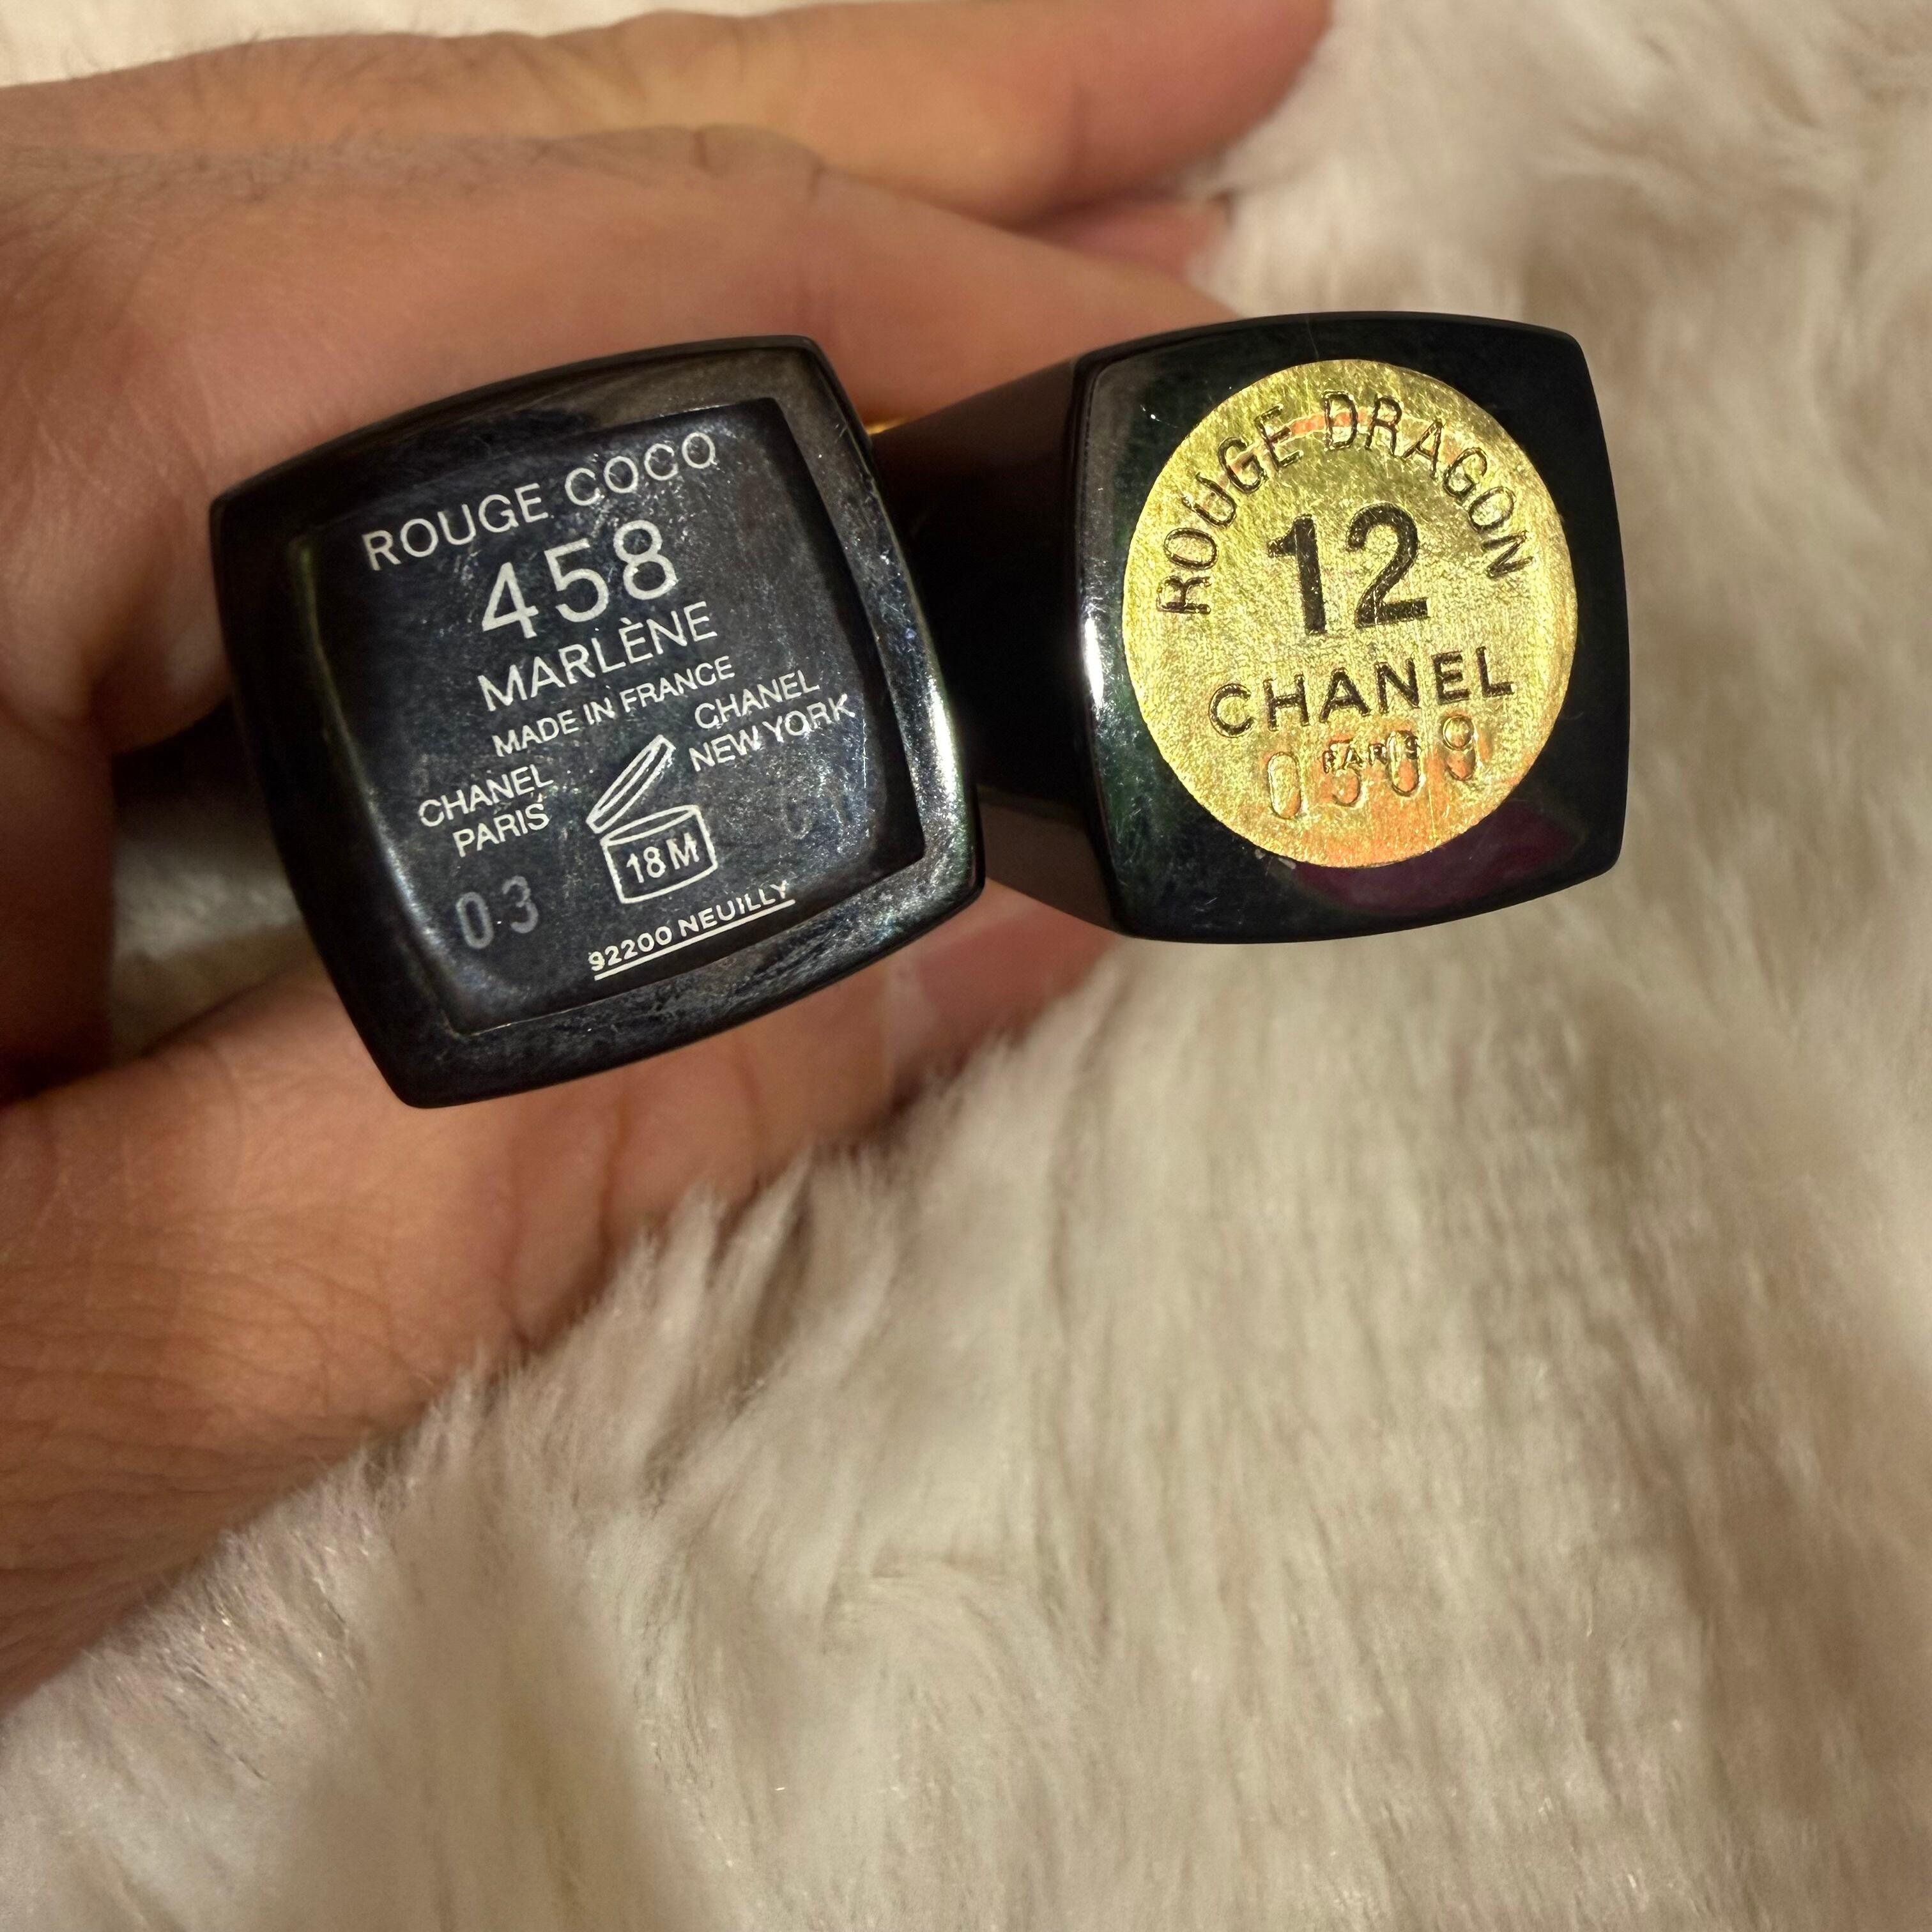 ROUGE COCO
458
MARLÈNE
MADE IN FRANCE
CHANEL
PARIS
CHANEL
NEW YORK
18M
03
92200 NEUILLY
ROUGE DRAGON
12
CHANEL
PARIS